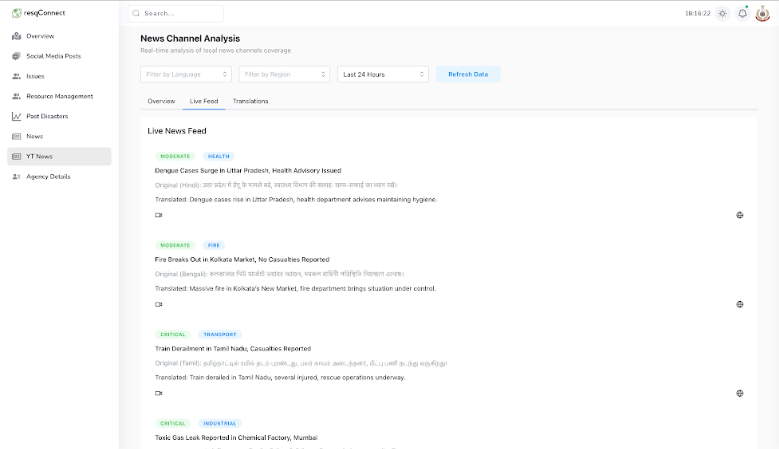 resqConnect
Search...
18:16:22
Overview
Social Media Posts
Issues
Resource Management
Past Disasters
News
YT News
Agency Details
News Channel Analysis
Real-time analysis of local news channels coverage
Filter by Language
Filter by Region
Last 24 Hours
Refresh Data
Overview
Live Feed
Translations
Live News Feed
MODERATE
HEALTH
Dengue Cases Surge in Uttar Pradesh, Health Advisory Issued
Original (Hindi): उत्तर प्रदेश में डेंगू के मामले बढ़े, स्वास्थ्य विभाग की सलाह: साफ-सफाई का ध्यान रखें।
Translated: Dengue cases rise in Uttar Pradesh, health department advises maintaining hygiene.
MODERATE
FIRE
Fire Breaks Out in Kolkata Market, No Casualties Reported
Original (Bengali): কলকাতার নিউ মার্কেটে ভয়াবহ আগুন, দমকল বাহিনী পরিস্থিতি নিয়ন্ত্রণে এনেছে।
Translated: Massive fire in Kolkata's New Market, fire department brings situation under control.
CRITICAL
TRANSPORT
Train Derailment in Tamil Nadu, Casualties Reported
Original (Tamil): தமிழ்நாட்டில் ரயில் தடம் புரண்டது, பலர் காயம் அடைந்தனர், மீட்பு பணி நடந்து வருகிறது!
Translated: Train derailed in Tamil Nadu, several injured, rescue operations underway.
CRITICAL
INDUSTRIAL
Toxic Gas Leak Reported in Chemical Factory, Mumbai